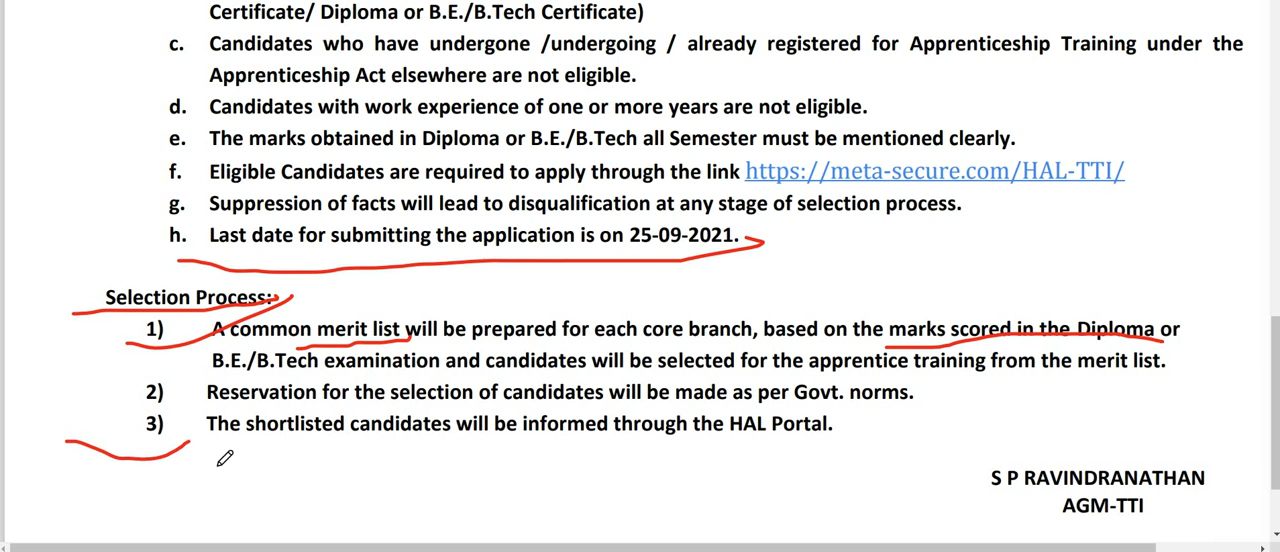 Certificate/ Diploma or B.E./B.Tech Certificate)
c. Candidates who have undergone /undergoing / already registered for Apprenticeship Training under the
Apprenticeship Act elsewhere are not eligible.
d. Candidates with work experience of one or more years are not eligible.
e. The marks obtained in Diploma or B.E./B.Tech all Semester must be mentioned clearly.
f. Eligible Candidates are required to apply through the link https://meta-secure.com/HAL-TTI/
g. Suppression of facts will lead to disqualification at any stage of selection process.
h. Last date for submitting the application is on 25-09-2021.
Selection Process:
1) A common merit list will be prepared for each core branch, based on the marks scored in the Diploma or
B.E./B.Tech examination and candidates will be selected for the apprentice training from the merit list.
2) Reservation for the selection of candidates will be made as per Govt. norms.
3) The shortlisted candidates will be informed through the HAL Portal.
S P RAVINDRANATHAN
AGM-TTI